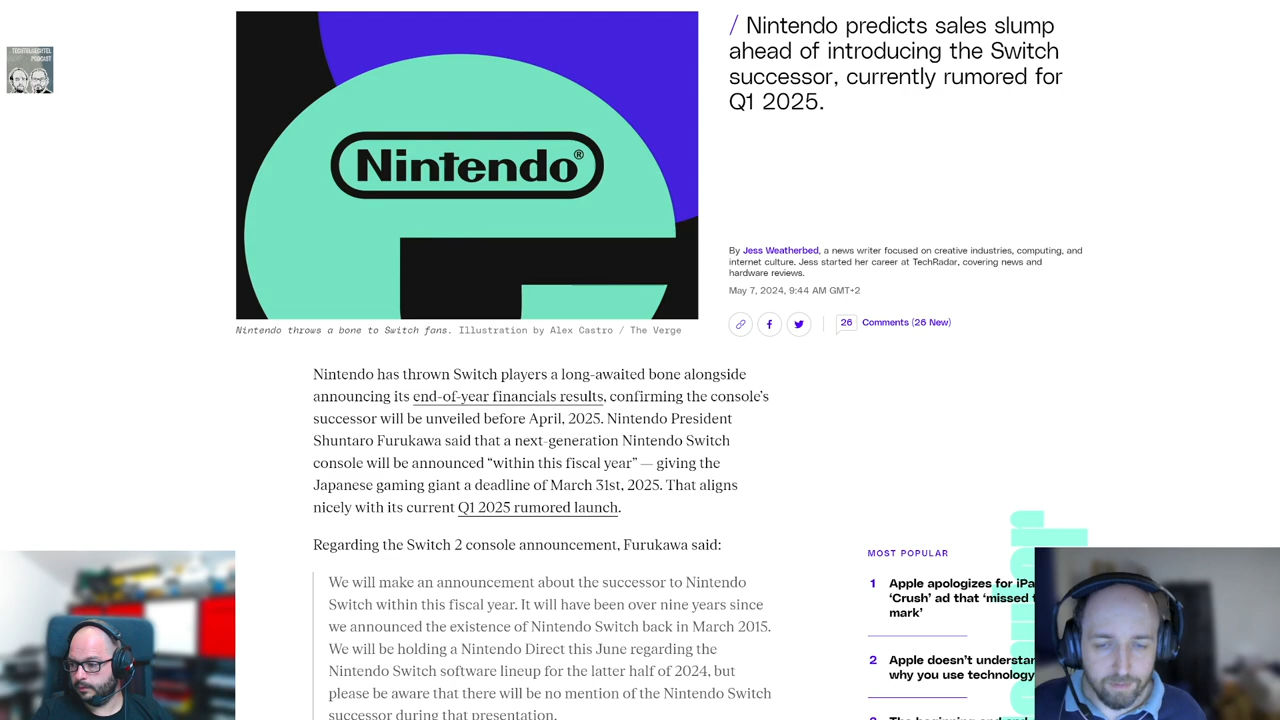 TECHTELMECHTEL
PODCAST
Nintendo®
/ Nintendo predicts sales slump
ahead of introducing the Switch
successor, currently rumored for
Q1 2025.
By Jess Weatherbed, a news writer focused on creative industries, computing, and
internet culture. Jess started her career at TechRadar, covering news and
hardware reviews.
May 7, 2024, 9:44 AM GMT+2
26 Comments (26 New)
Nintendo throws a bone to Switch fans. Illustration by Alex Castro / The Verge
Nintendo has thrown Switch players a long-awaited bone alongside
announcing its end-of-year financials results, confirming the console's
successor will be unveiled before April, 2025. Nintendo President
Shuntaro Furukawa said that a next-generation Nintendo Switch
console will be announced “within this fiscal year” — giving the
Japanese gaming giant a deadline of March 31st, 2025. That aligns
nicely with its current Q1 2025 rumored launch.
Regarding the Switch 2 console announcement, Furukawa said:
We will make an announcement about the successor to Nintendo
Switch within this fiscal year. It will have been over nine years since
we announced the existence of Nintendo Switch back in March 2015.
We will be holding a Nintendo Direct this June regarding the
Nintendo Switch software lineup for the latter half of 2024, but
please be aware that there will be no mention of the Nintendo Switch
successor during that presentation.
MOST POPULAR
1 Apple apologizes for iPa
‘Crush’ ad that ‘missed t
mark’
2 Apple doesn’t understan
why you use technology